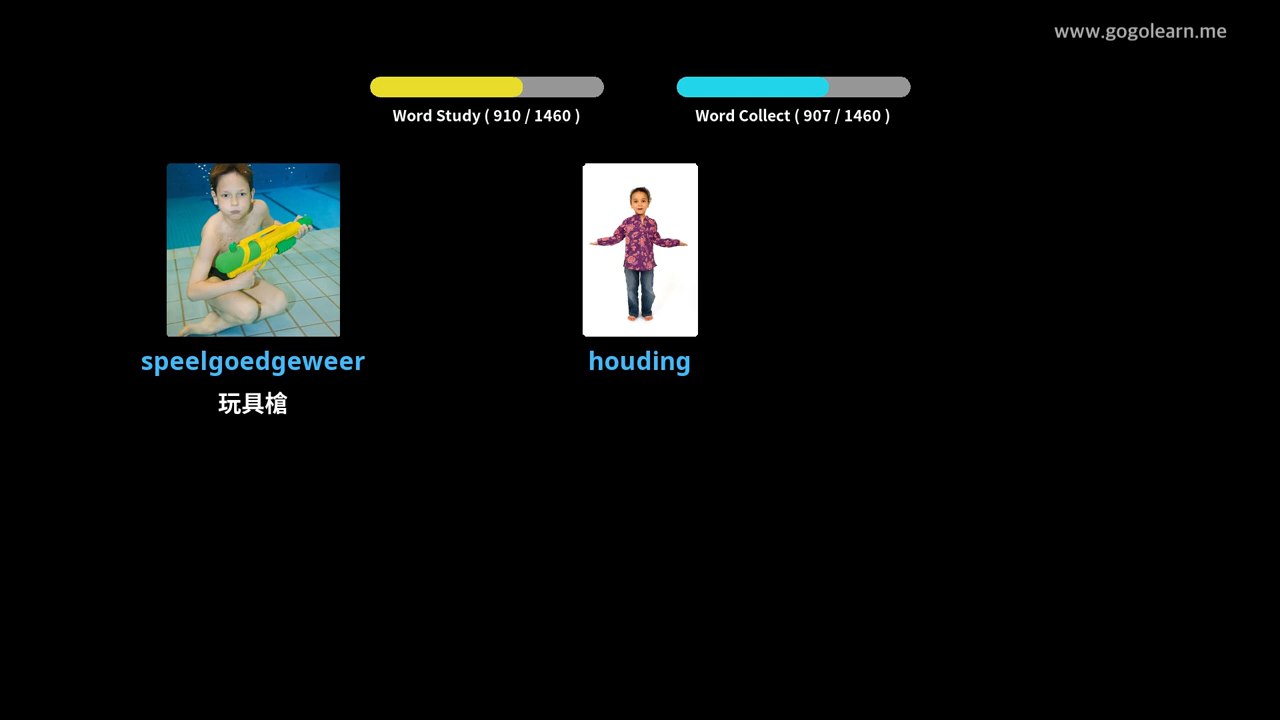 www.gogolearn.me
Word Study ( 910 / 1460 )
Word Collect ( 907 / 1460 )
speelgoedgeweer
houding
玩具槍